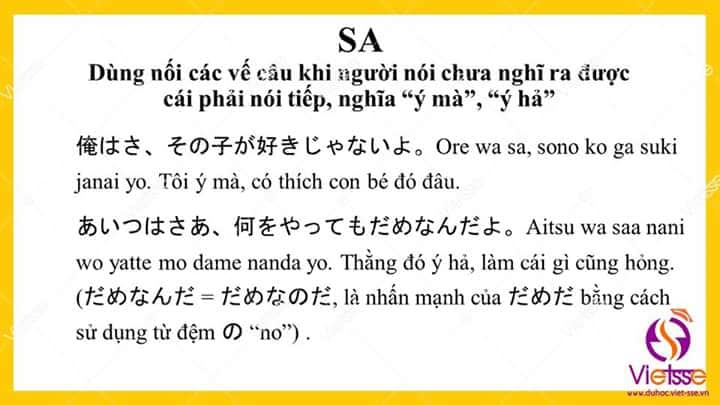 SA
Dùng nối các vế câu khi người nói chưa nghĩ ra được
cái phải nói tiếp, nghĩa “ý mà”, “ý hả”
俺はさ、その子が好きじゃないよ。Ore wa sa, sono ko ga suki
janai yo. Tôi ý mà, có thích con bé đó đâu.
あいつはさあ、何をやってもだめなんだよ。Aitsu wa saa nani
wo yatte mo dame nanda yo. Thằng đó ý hả, làm cái gì cũng hỏng.
(だめなんだ = だめなのだ, là nhấn mạnh của だめだ bằng cách
sử dụng từ đệm の “no”) .
Vietsse
www.duhoc.viet-sse.vn